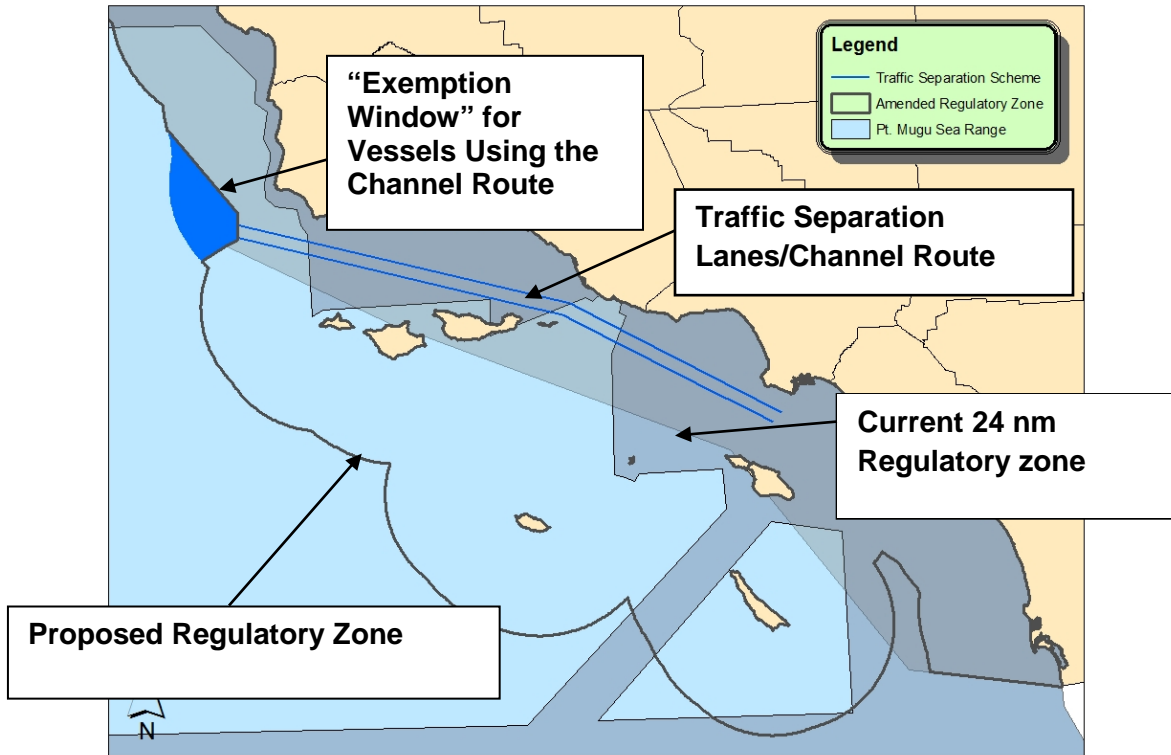 “Exemption
Window” for
Vessels Using the
Channel Route
Legend
Traffic Separation Scheme
Amended Regulatory Zone
Pt. Mugu Sea Range
Traffic Separation
Lanes/Channel Route
Current 24 nm
Regulatory zone
Proposed Regulatory Zone
N